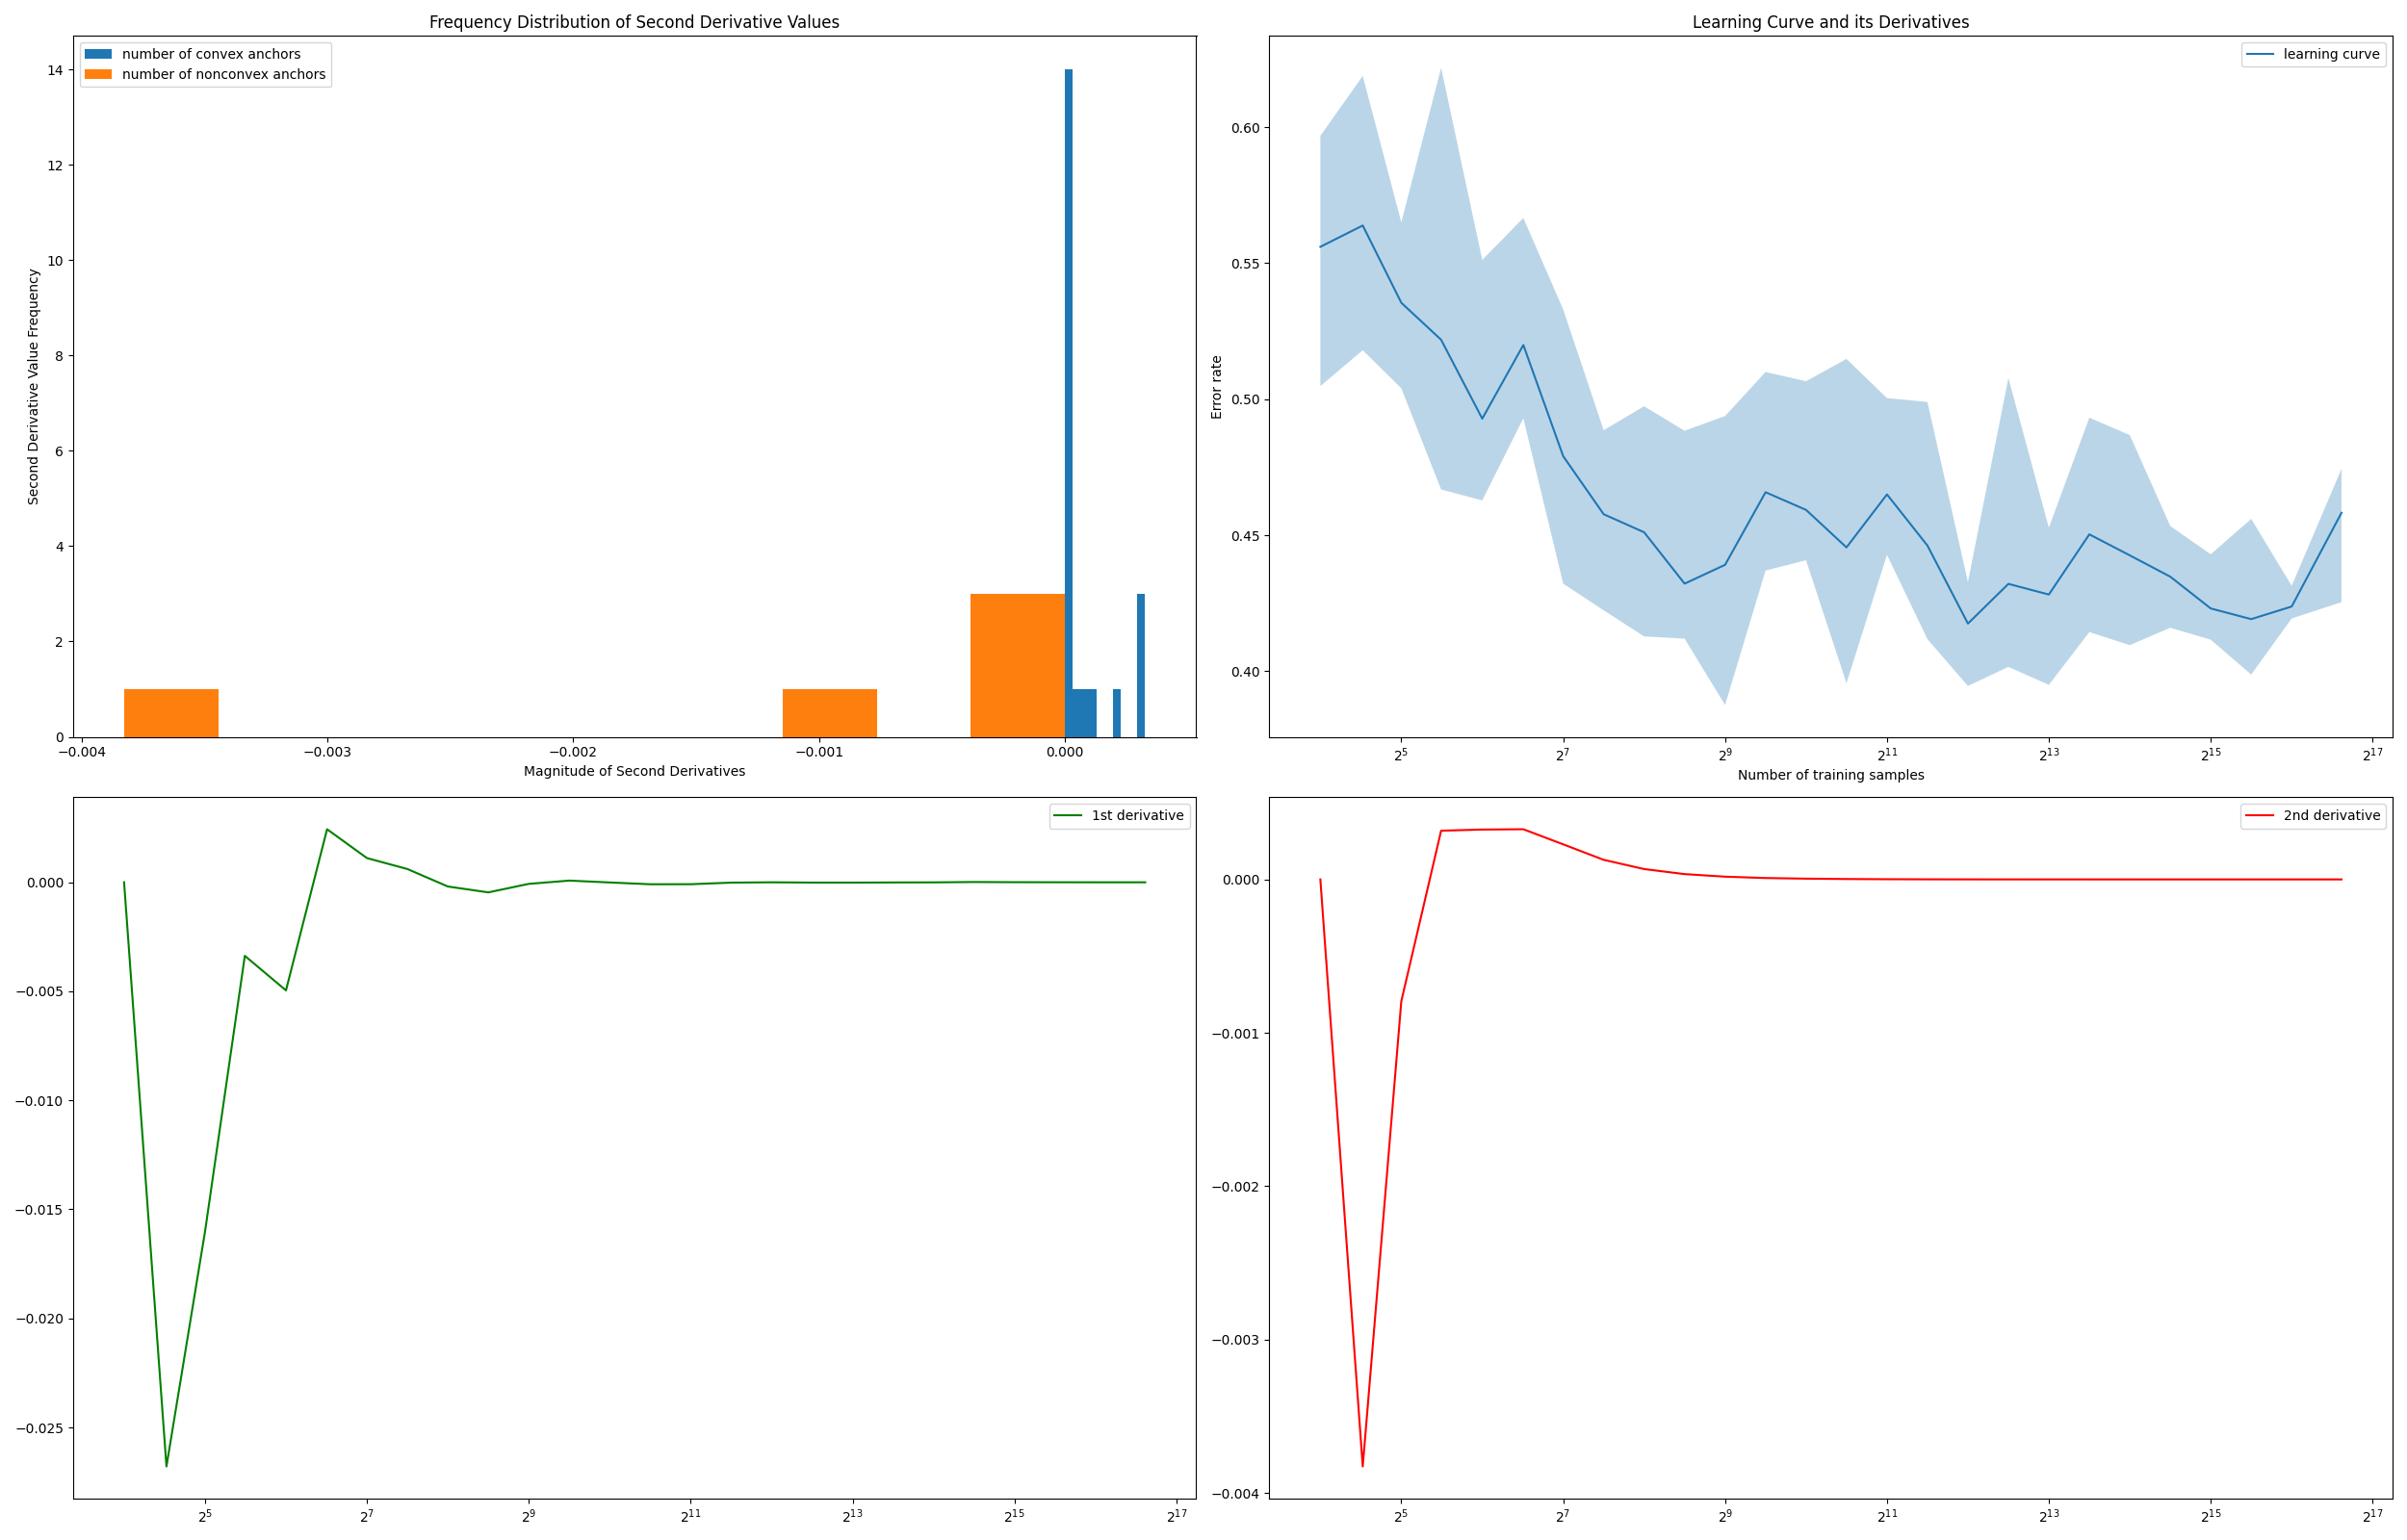 Frequency Distribution of Second Derivative Values
number of convex anchors
number of nonconvex anchors
Second Derivative Value Frequency
14
12
10
8
6
4
2
0
−0.004 −0.003 −0.002 −0.001 0.000
Magnitude of Second Derivatives
Learning Curve and its Derivatives
learning curve
Error rate
0.60
0.55
0.50
0.45
0.40
2^5 2^7 2^9 2^11 2^13 2^15 2^17
Number of training samples
1st derivative
0.000
−0.005
−0.010
−0.015
−0.020
−0.025
2^5 2^7 2^9 2^11 2^13 2^15 2^17
2nd derivative
0.000
−0.001
−0.002
−0.003
−0.004
2^5 2^7 2^9 2^11 2^13 2^15 2^17